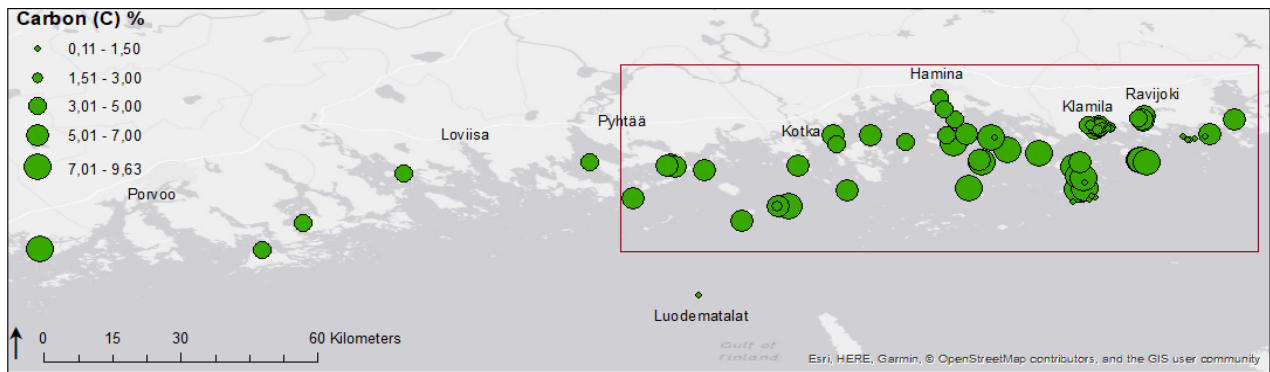 Carbon (C) %
0,11 - 1,50
1,51 - 3,00
3,01 - 5,00
5,01 - 7,00
7,01 - 9,63
Hamina
Ravijoki
Klamila
Pyhtää
Kotka
Loviisa
Porvoo
Luodematalat
0 15 30 60 Kilometers
Gulf of
Finland
Esri, HERE, Garmin, © OpenStreetMap contributors, and the GIS user community